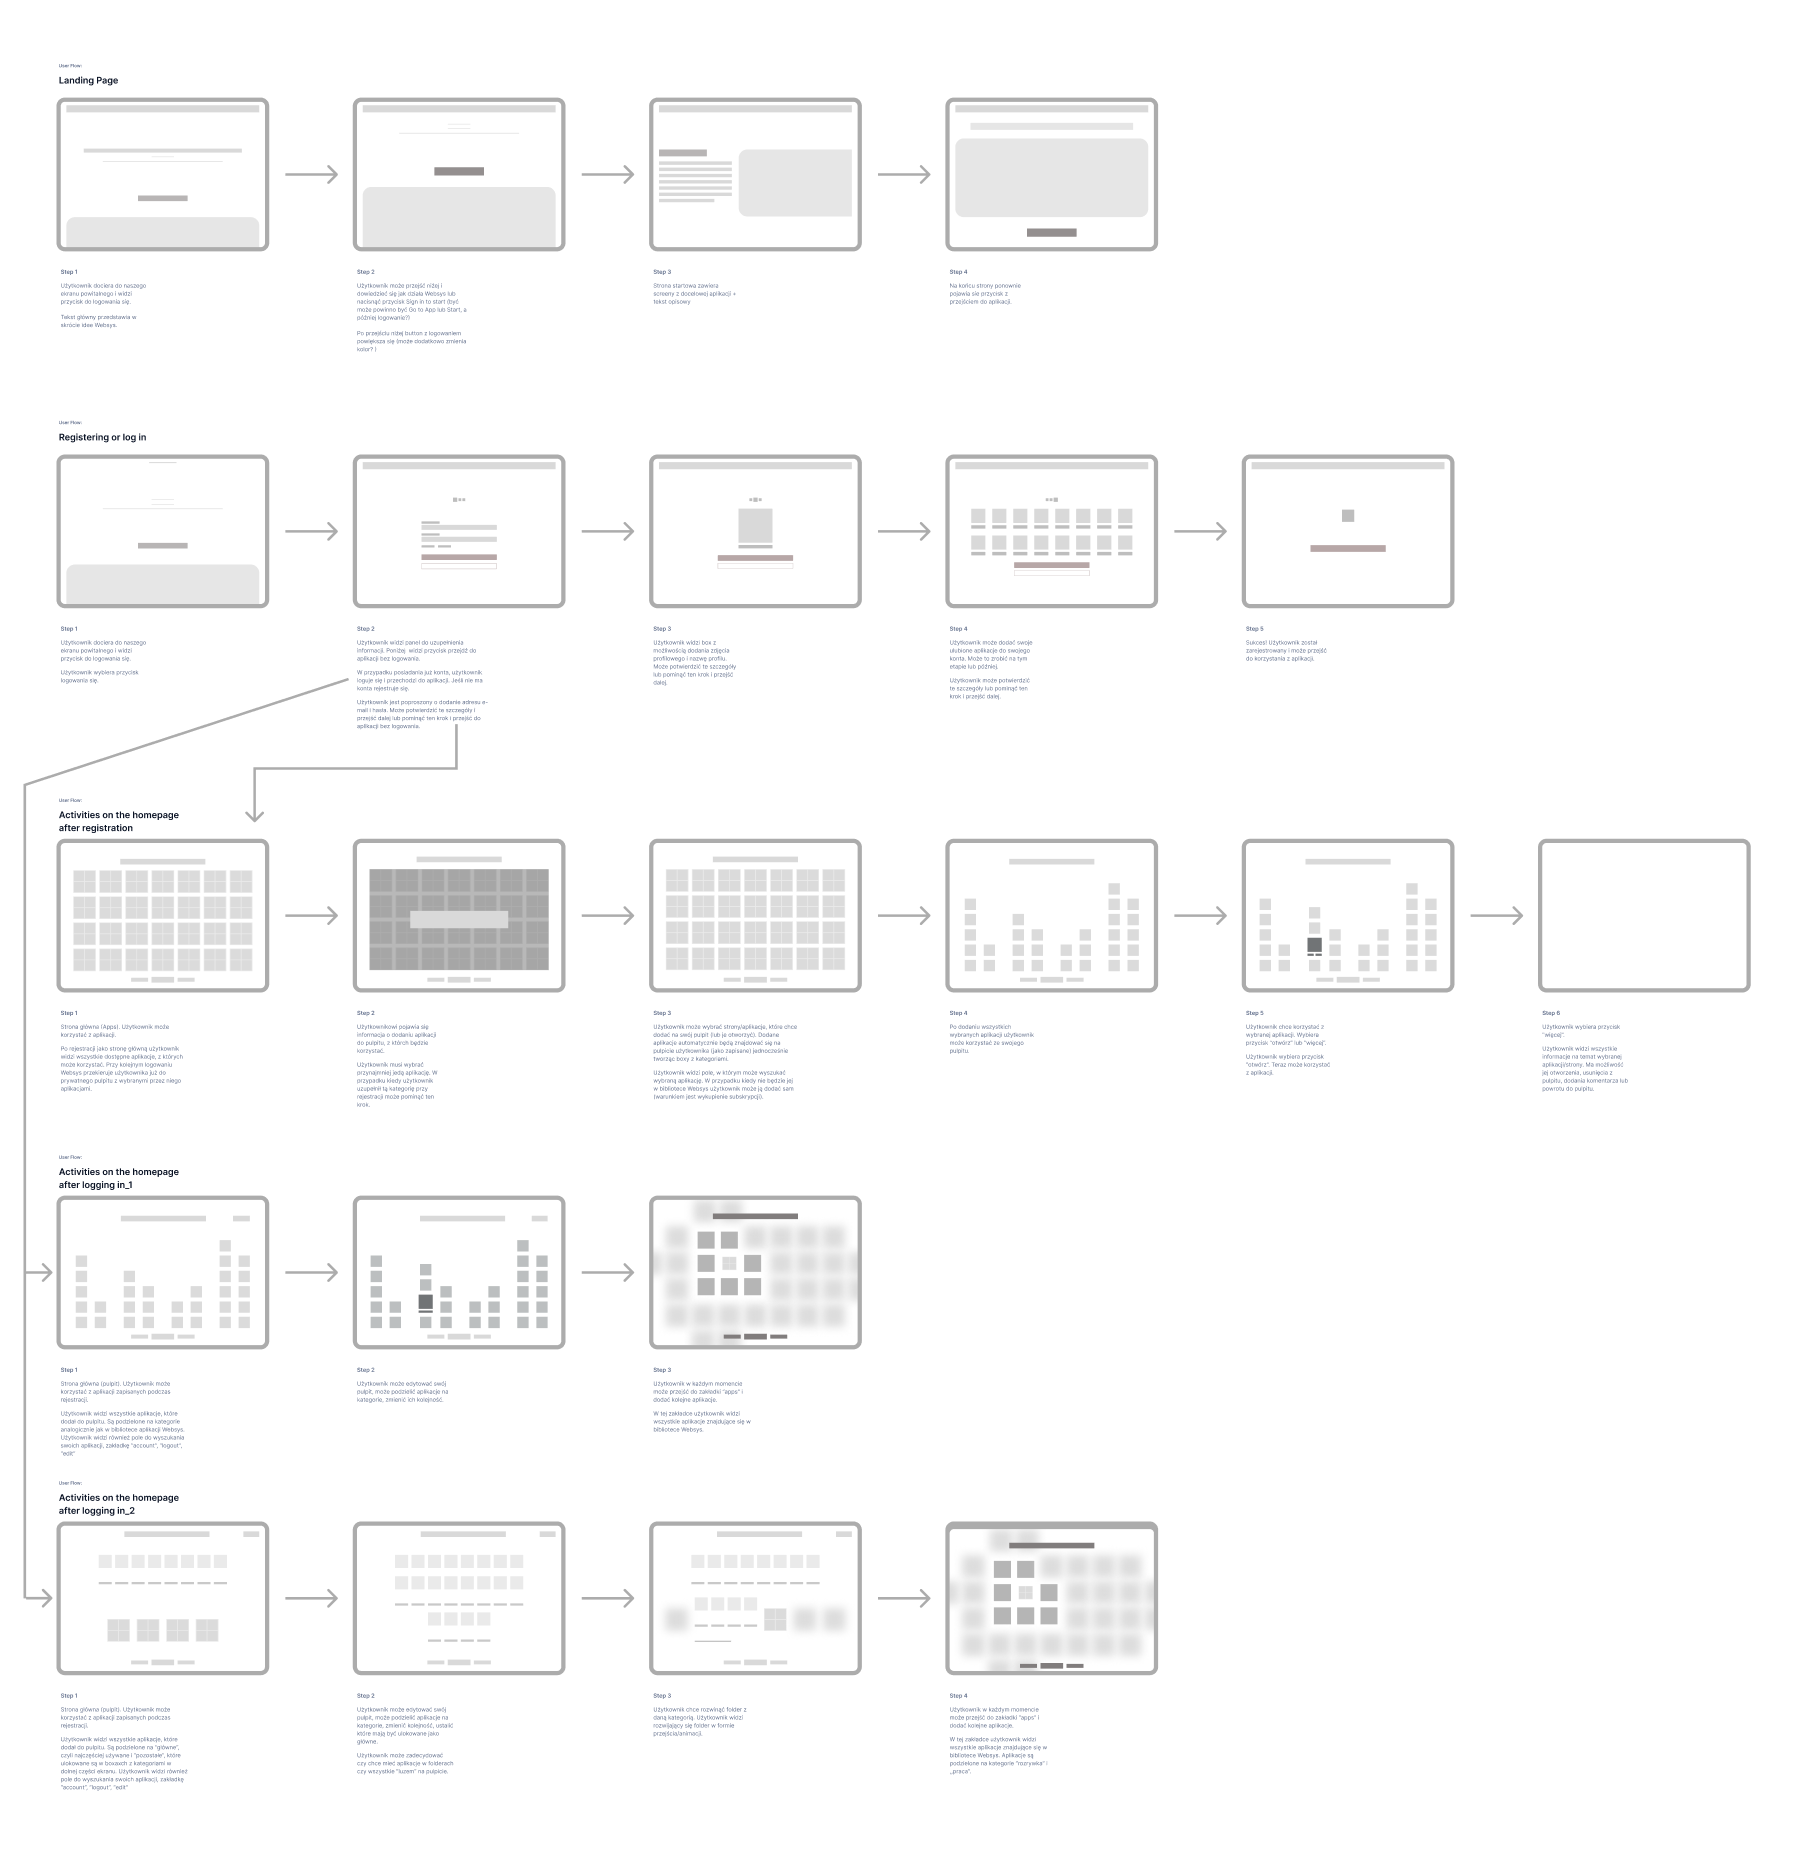 User Flow:
Landing Page
Step 1
Użytkownik dociera do naszego
ekranu powitalnego i widzi
przycisk do logowania się.
Tekst główny przedstawia w
skrócie idee Websys.
Step 2
Użytkownik może przejść niżej i
dowiedzieć się jak działa Websys lub
nacisnąć przycisk Sign in to start (być
może powinno być Go to App lub Start, a
później logowanie?)
Po przejściu niżej button z logowaniem
powiększa się (może dodatkowo zmienia
kolor? )
Step 3
Strona startowa zawiera
screeny z docelowej aplikacji +
tekst opisowy
Step 4
Na końcu strony ponownie
pojawia sie przycisk z
przejściem do aplikacji.
User Flow:
Registering or log in
Step 1
Użytkownik dociera do naszego
ekranu powitalnego i widzi
przycisk do logowania się.
Użytkownik wybiera przycisk
logowania się.
Step 2
Użytkownik widzi panel do uzupełnienia
informacji. Poniżej widzi przycisk przejdź do
aplikacji bez logowania.
W przypadku posiadania już konta, użytkownik
loguje się i przechodzi do aplikacji. Jeśli nie ma
konta rejestruje się.
Użytkownik jest poproszony o dodanie adresu e-
mail i hasła. Może potwierdzić te szczegóły i
przejść dalej lub pominąć ten krok i przejść do
aplikacji bez logowania.
Step 3
Użytkownik widzi box z
możliwością dodania zdjęcia
profilowego i nazwę profilu.
Może potwierdzić te szczegóły
lub pominąć ten krok i przejść
dalej.
Step 4
Użytkownik może dodać swoje
ulubione aplikacje do swojego
konta. Może to zrobić na tym
etapie lub później.
Użytkownik może potwierdzić
te szczegóły lub pominąć ten
krok i przejść dalej.
Step 5
Sukces! Użytkownik został
zarejestrowany i może przejść
do korzystania z aplikacji.
User Flow:
Activities on the homepage
after registration
Step 1
Strona główna (Apps). Użytkownik może
korzystać z aplikacji.
Po rejestracji jako stronę główną użytkownik
widzi wszystkie dostępne aplikacje, z których
może korzystać. Przy kolejnym logowaniu
Websys przekieruje użytkownika już do
prywatnego pulpitu z wybranymi przez niego
aplikacjami.
Step 2
Użytkownikowi pojawia się
informacja o dodaniu aplikacji
do pulpitu, z których będzie
korzystać.
Użytkownik musi wybrać
przynajmniej jedą aplikację. W
przypadku kiedy użytkownik
uzupełnił tą kategorię przy
rejestracji może pominąć ten
krok.
Step 3
Użytkownik może wybrać strony/aplikacje, które chce
dodać na swój pulpit (lub je otworzyć). Dodane
aplikacje automatycznie będą znajdować się na
pulpicie użytkownika (jako zapisane) jednocześnie
tworząc boxy z kategoriami.
Użytkownik widzi pole, w którym może wyszukać
wybraną aplikację. W przypadku kiedy nie będzie jej
w bibliotece Websys użytkownik może ją dodać sam
(warunkiem jest wykupienie subskrypcji).
Step 4
Po dodaniu wszystkich
wybranych aplikacji użytkownik
może korzystać ze swojego
pulpitu.
Step 5
Użytkownik chce korzystać z
wybranej aplikacji. Wybiera
przycisk "otwórz" lub "więcej".
Użytkownik wybiera przycisk
"otwórz". Teraz może korzystać
z aplikacji.
Step 6
Użytkownik wybiera przycisk
"więcej".
Użytkownik widzi wszystkie
informacje na temat wybranej
aplikacji/strony. Ma możliwość
jej otworzenia, usunięcia z
pulpitu, dodania komentarza lub
powrotu do pulpitu.
User Flow:
Activities on the homepage
after logging in_1
Step 1
Strona główna (pulpit). Użytkownik może
korzystać z aplikacji zapisanych podczas
rejestracji.
Użytkownik widzi wszystkie aplikacje, które
dodał do pulpitu. Są podzielone na kategorie
analogicznie jak w bibliotece aplikacji Websys.
Użytkownik widzi również pole do wyszukania
swoich aplikacji, zakładkę "account", "logout",
"edit"
Step 2
Użytkownik może edytować swój
pulpit, może podzielić aplikacje na
kategorie, zmienić ich kolejność.
Step 3
Użytkownik w każdym momencie
może przejść do zakładki "apps" i
dodać kolejne aplikacje.
W tej zakładce użytkownik widzi
wszystkie aplikacje znajdujące się w
bibliotece Websys.
User Flow:
Activities on the homepage
after logging in_2
Step 1
Strona główna (pulpit). Użytkownik może
korzystać z aplikacji zapisanych podczas
rejestracji.
Użytkownik widzi wszystkie aplikacje, które
dodał do pulpitu. Są podzielone na "główne",
czyli najczęściej używane i "pozostałe", które
ulokowane są w boxach z kategoriami w
dolnej części ekranu. Użytkownik widzi również
pole do wyszukania swoich aplikacji, zakładkę
"account", "logout", "edit"
Step 2
Użytkownik może edytować swój
pulpit, może podzielić aplikacje na
kategorie, zmienić kolejność, ustalić
które mają być ulokowane jako
główne.
Użytkownik może zadecydować
czy chce mieć aplikacje w folderach
czy wszystkie "luzem" na pulpicie.
Step 3
Użytkownik chce rozwinąć folder z
daną kategorią. Użytkownik widzi
rozwijający się folder w formie
przejścia/animacji.
Step 4
Użytkownik w każdym momencie
może przejść do zakładki "apps" i
dodać kolejne aplikacje.
W tej zakładce użytkownik widzi
wszystkie aplikacje znajdujące się w
bibliotece Websys. Aplikacje są
podzielone na kategorie "rozrywka" i
„praca".